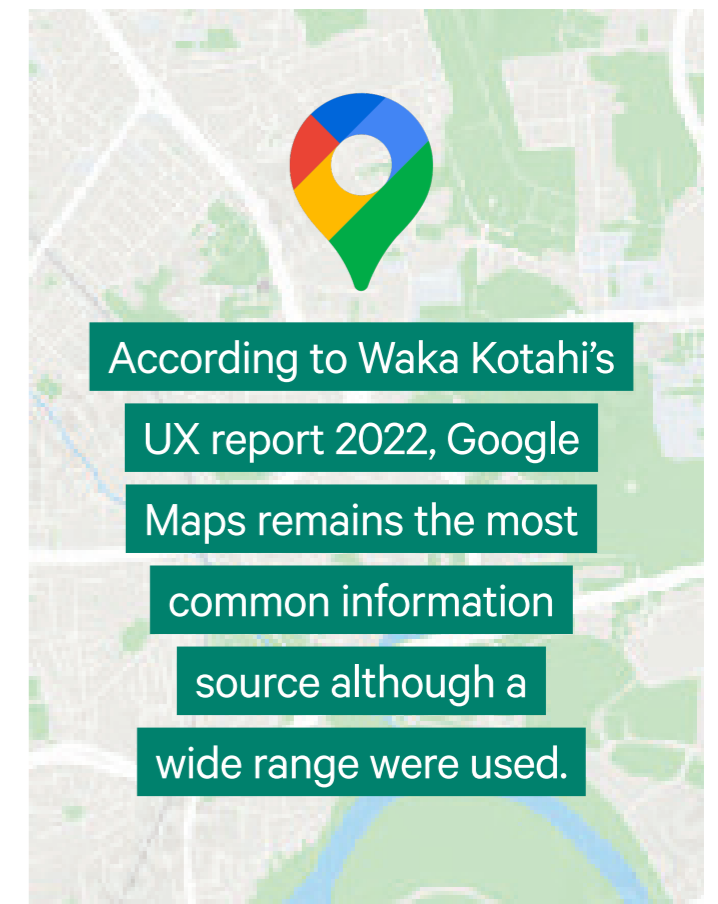 According to Waka Kotahi’s
UX report 2022, Google
Maps remains the most
common information
source although a
wide range were used.